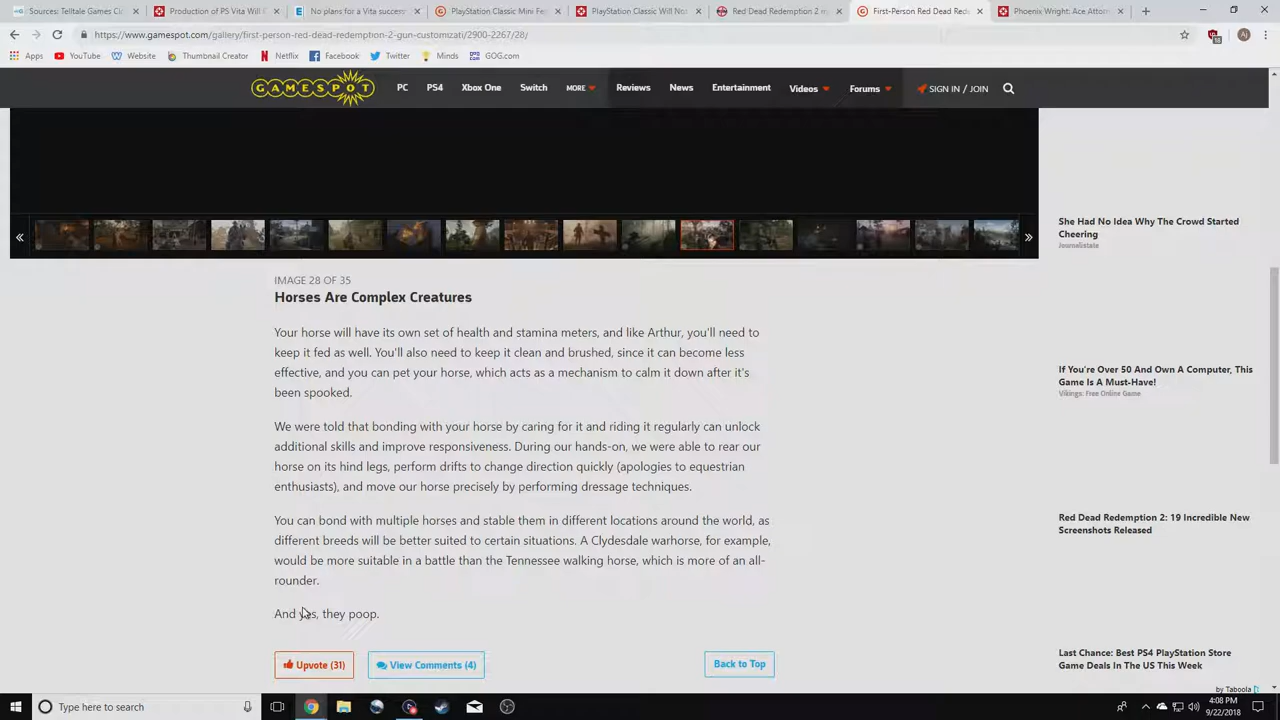 Sources: Telltale Games Cl
Production of PS Vita Will E
No plans for a Vita success
PlayStation Classic Mini Fe
PlayStation Classic Will Not
Red Dead Redemption 2 m
First-Person Red Dead Rede
Phoenix Wright: Ace Attorn
https://www.gamespot.com/gallery/first-person-red-dead-redemption-2-gun-customizati/2900-2267/28/
Apps YouTube Website Thumbnail Creator Netflix Facebook Twitter Minds GOG.com
GAMESPOT PC PS4 Xbox One Switch MORE Reviews News Entertainment Videos Forums SIGN IN / JOIN
IMAGE 28 OF 35
Horses Are Complex Creatures
Your horse will have its own set of health and stamina meters, and like Arthur, you'll need to
keep it fed as well. You'll also need to keep it clean and brushed, since it can become less
effective, and you can pet your horse, which acts as a mechanism to calm it down after it's
been spooked.
We were told that bonding with your horse by caring for it and riding it regularly can unlock
additional skills and improve responsiveness. During our hands-on, we were able to rear our
horse on its hind legs, perform drifts to change direction quickly (apologies to equestrian
enthusiasts), and move our horse precisely by performing dressage techniques.
You can bond with multiple horses and stable them in different locations around the world, as
different breeds will be better suited to certain situations. A Clydesdale warhorse, for example,
would be more suitable in a battle than the Tennessee walking horse, which is more of an all-
rounder.
And yes, they poop.
Upvote (31)
View Comments (4)
Back to Top
She Had No Idea Why The Crowd Started
Cheering
Journalistate
If You're Over 50 And Own A Computer, This
Game Is A Must-Have!
Vikings: Free Online Game
Red Dead Redemption 2: 19 Incredible New
Screenshots Released
Last Chance: Best PS4 PlayStation Store
Game Deals In The US This Week
by Taboola
Type here to search
4:08 PM
9/22/2018